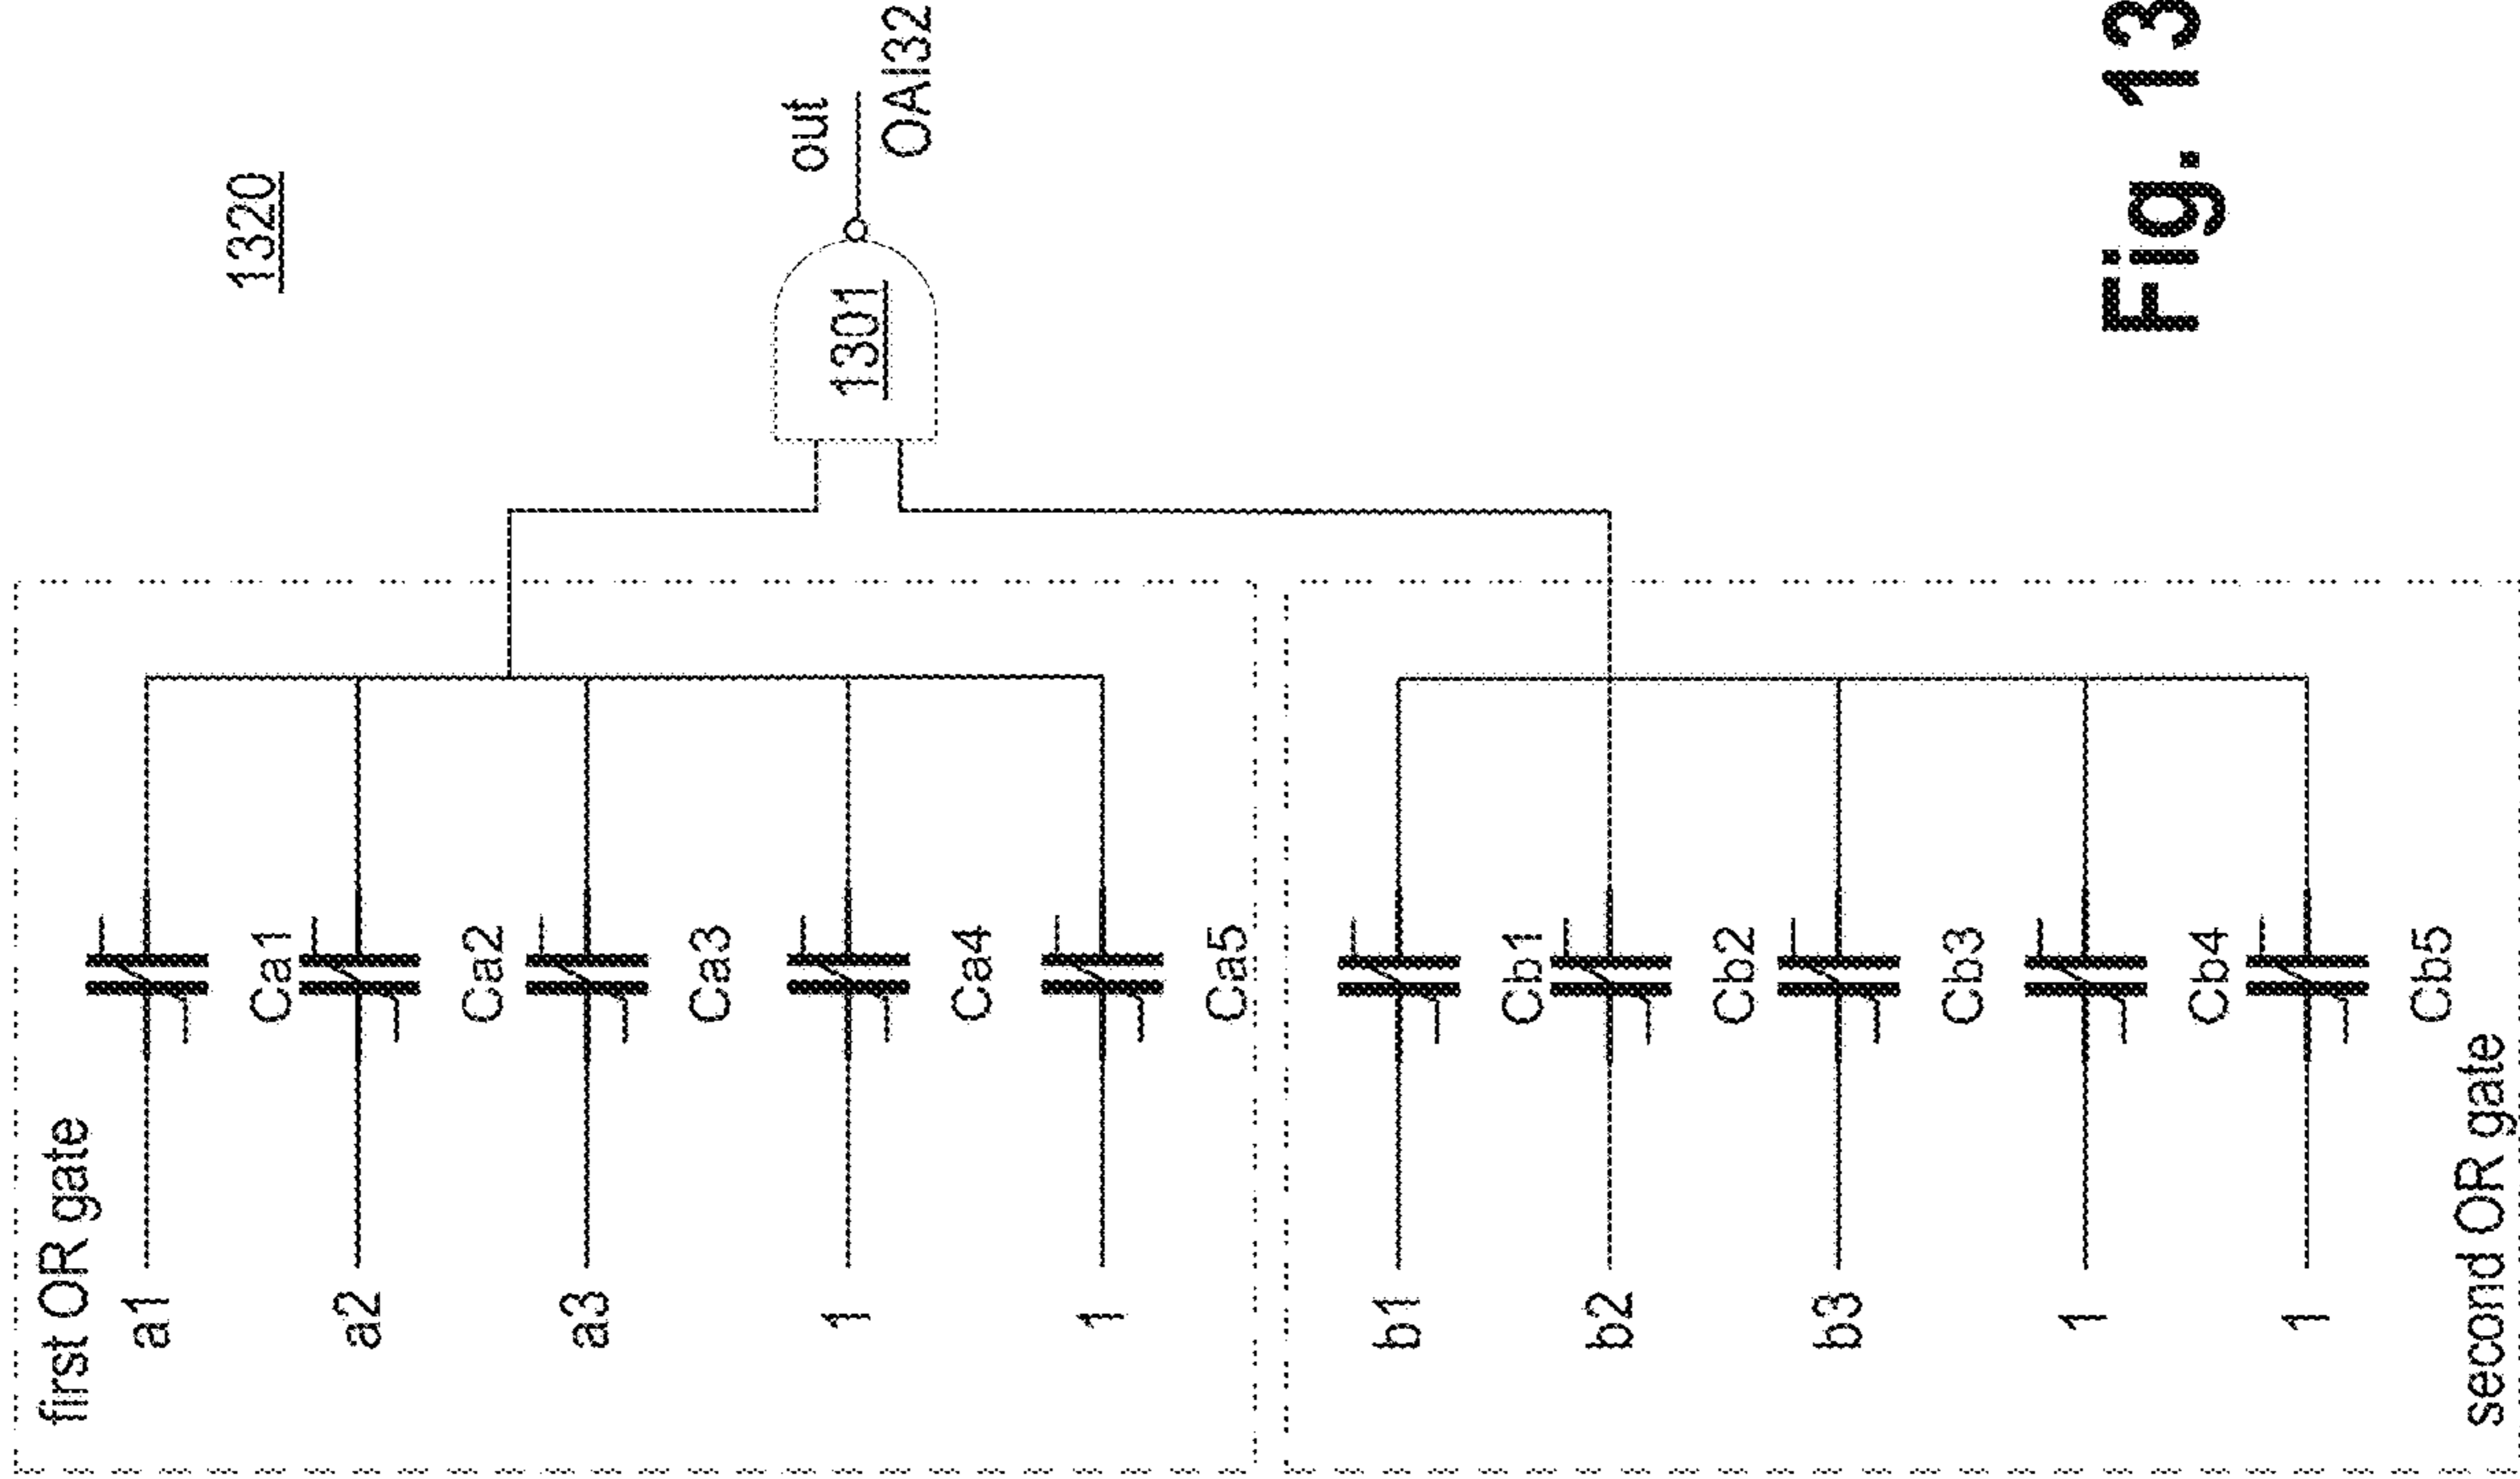 1320
first OR gate
a1
Ca1
a2
Ca2
a3
Ca3
1
Ca4
1
Ca5
1301
out
OAI32
b1
Cb1
b2
Cb2
b3
Cb3
1
Cb4
1
Cb5
second OR gate
Fig. 13